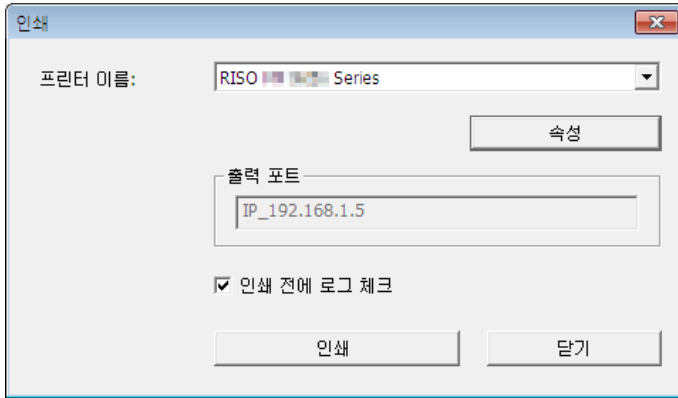 인쇄
프린터 이름:
RISO Series
속성
출력 포트
IP_192.168.1.5
인쇄 전에 로그 체크
인쇄
닫기